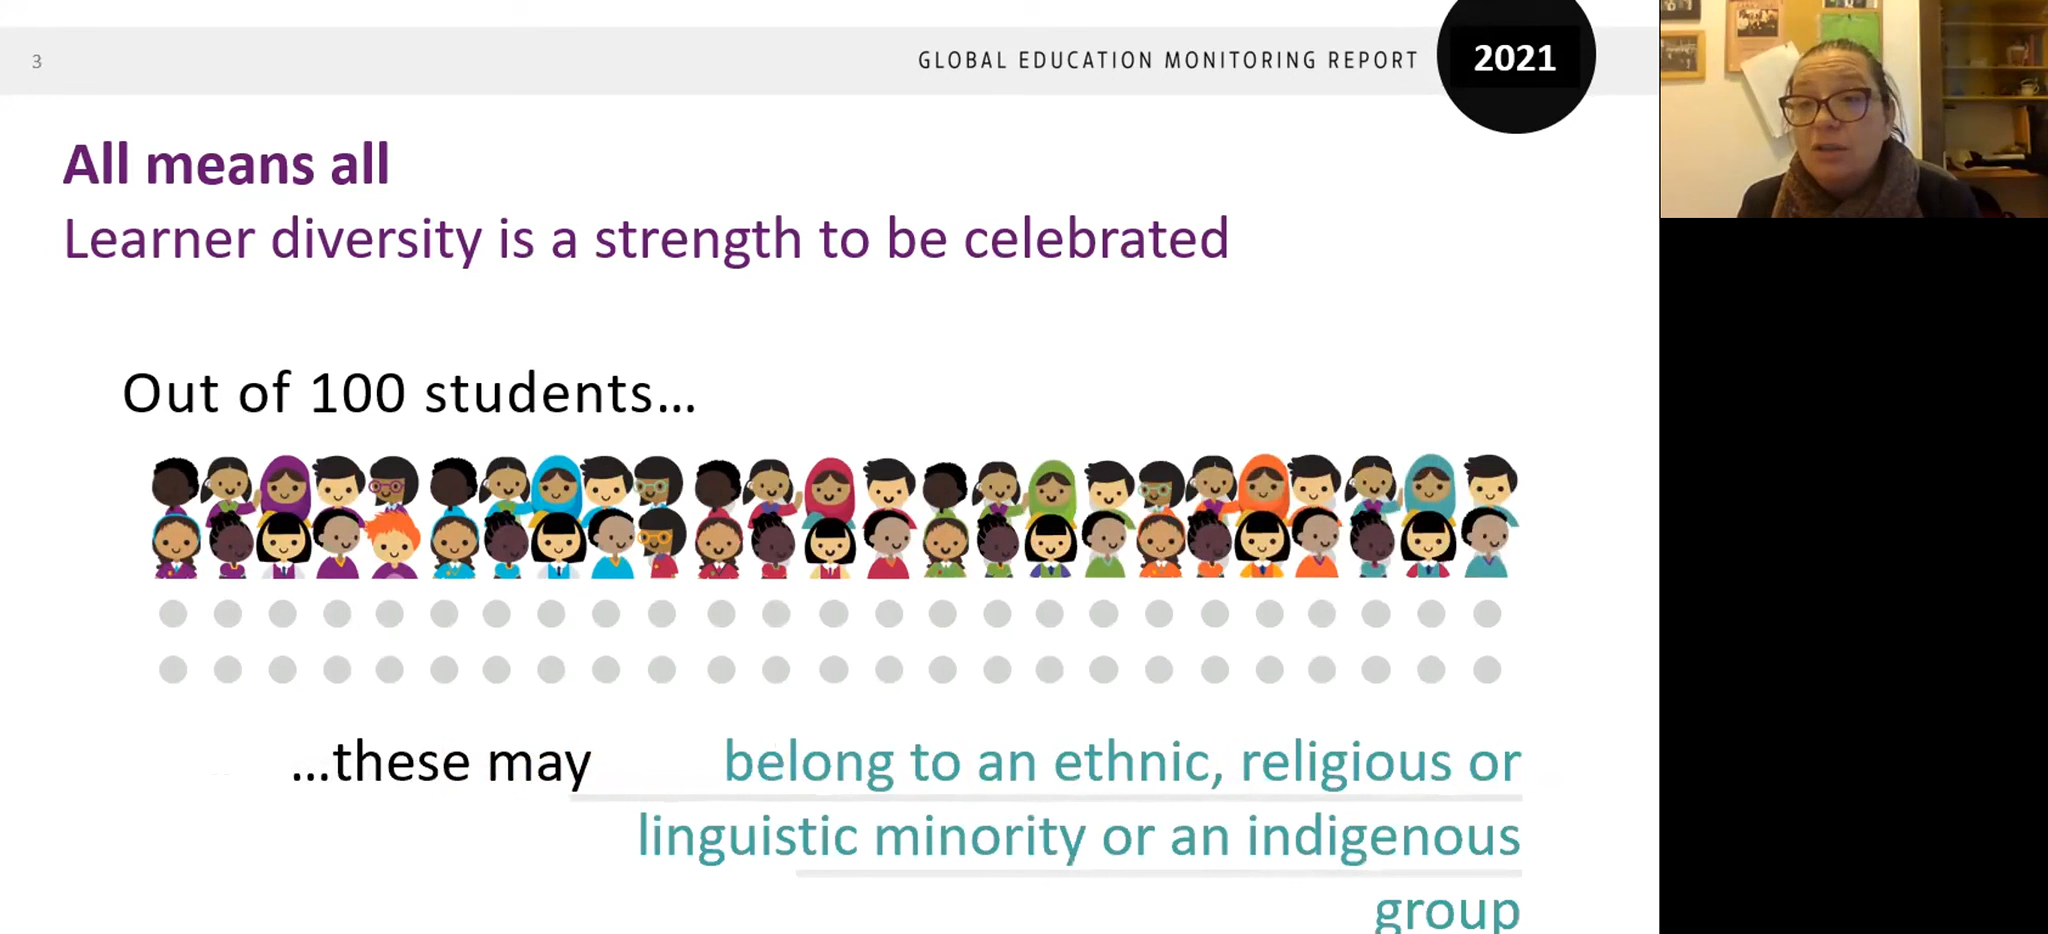 3
GLOBAL EDUCATION MONITORING REPORT
2021
All means all
Learner diversity is a strength to be celebrated
Out of 100 students...
...these may belong to an ethnic, religious or
linguistic minority or an indigenous
group